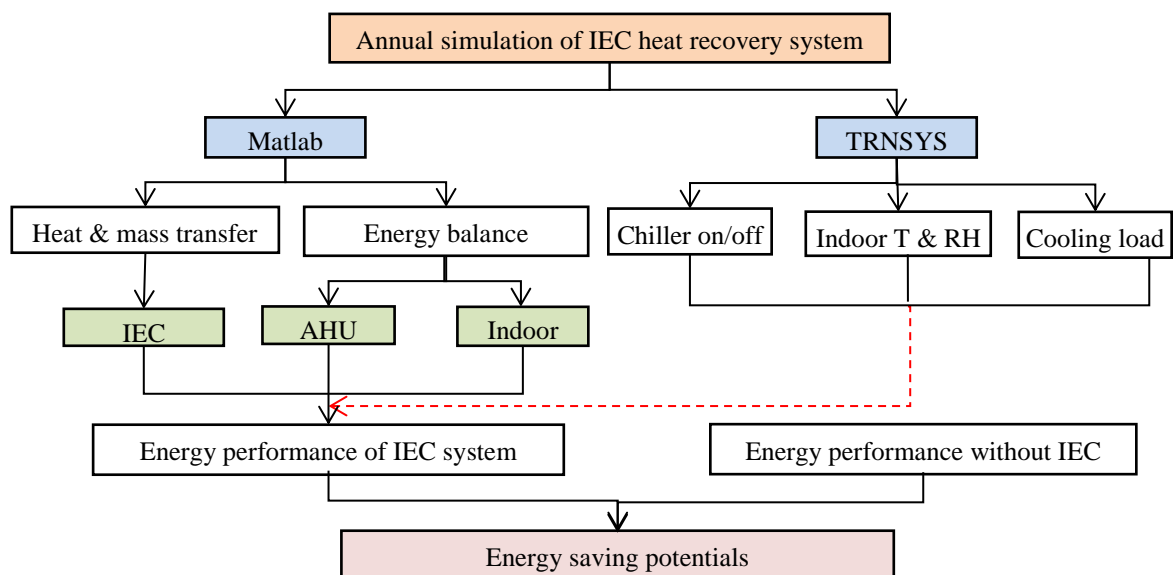 Annual simulation of IEC heat recovery system
Matlab
TRNSYS
Heat & mass transfer
Energy balance
Chiller on/off
Indoor T & RH
Cooling load
IEC
AHU
Indoor
Energy performance of IEC system
Energy performance without IEC
Energy saving potentials